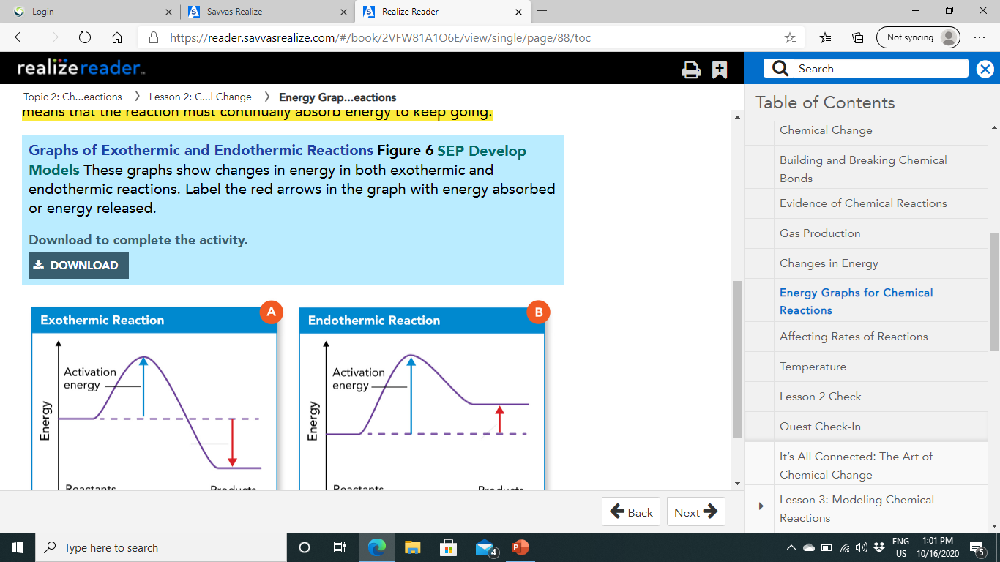 Login
Savvas Realize
Realize Reader
https://reader.savvasrealize.com/#/book/2VFW81A1O6E/view/single/page/88/toc
Not syncing
realizereader
Search
Topic 2: Ch...eactions
Lesson 2: C...l Change
Energy Grap...eactions
means that the reaction must continually absorb energy to keep going.
Graphs of Exothermic and Endothermic Reactions Figure 6 SEP Develop
Models These graphs show changes in energy in both exothermic and
endothermic reactions. Label the red arrows in the graph with energy absorbed
or energy released.
Download to complete the activity.
DOWNLOAD
Exothermic Reaction
A
Activation
energy
Energy
Reactants
Products
Endothermic Reaction
B
Activation
energy
Energy
Reactants
Products
Back
Next
Table of Contents
Chemical Change
Building and Breaking Chemical
Bonds
Evidence of Chemical Reactions
Gas Production
Changes in Energy
Energy Graphs for Chemical
Reactions
Affecting Rates of Reactions
Temperature
Lesson 2 Check
Quest Check-In
It's All Connected: The Art of
Chemical Change
Lesson 3: Modeling Chemical
Reactions
Type here to search
4
P
ENG
US
1:01 PM
10/16/2020
5